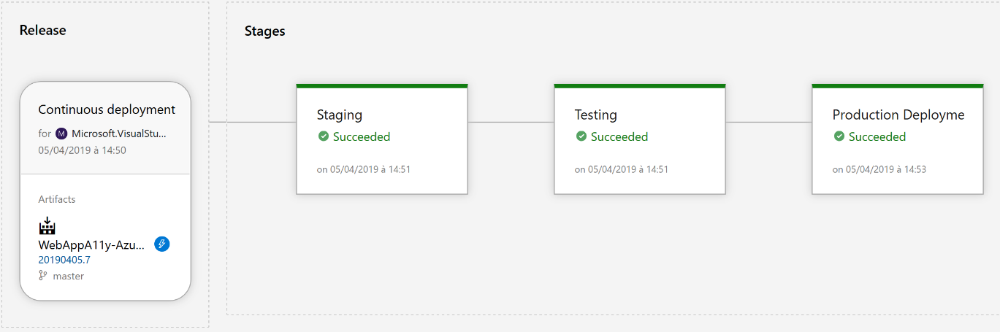 Release
Continuous deployment
for M Microsoft.VisualStu...
05/04/2019 à 14:50
Artifacts
WebAppA11y-Azu...
20190405.7
master
Stages
Staging
Succeeded
on 05/04/2019 à 14:51
Testing
Succeeded
on 05/04/2019 à 14:51
Production Deployme
Succeeded
on 05/04/2019 à 14:53